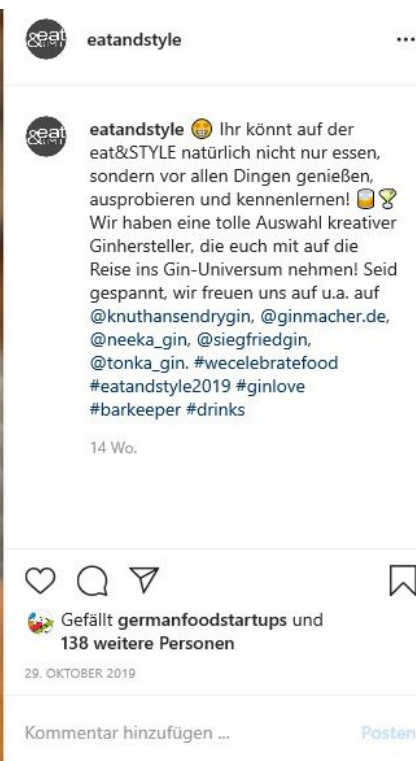 &eat
eatandstyle
...
&eat
eatandstyle 😁 Ihr könnt auf der
eat&STYLE natürlich nicht nur essen,
sondern vor allen Dingen genießen,
ausprobieren und kennenlernen! 🥃🍸
Wir haben eine tolle Auswahl kreativer
Ginhersteller, die euch mit auf die
Reise ins Gin-Universum nehmen! Seid
gespannt, wir freuen uns auf u.a. auf
@knuthansendrygin, @ginmacher.de,
@neeka_gin, @siegfriedgin,
@tonka_gin. #wecelebratefood
#eatandstyle2019 #ginlove
#barkeeper #drinks
14 Wo.
Gefällt germanfoodstartups und
138 weitere Personen
29. OKTOBER 2019
Kommentar hinzufügen ...
Posten